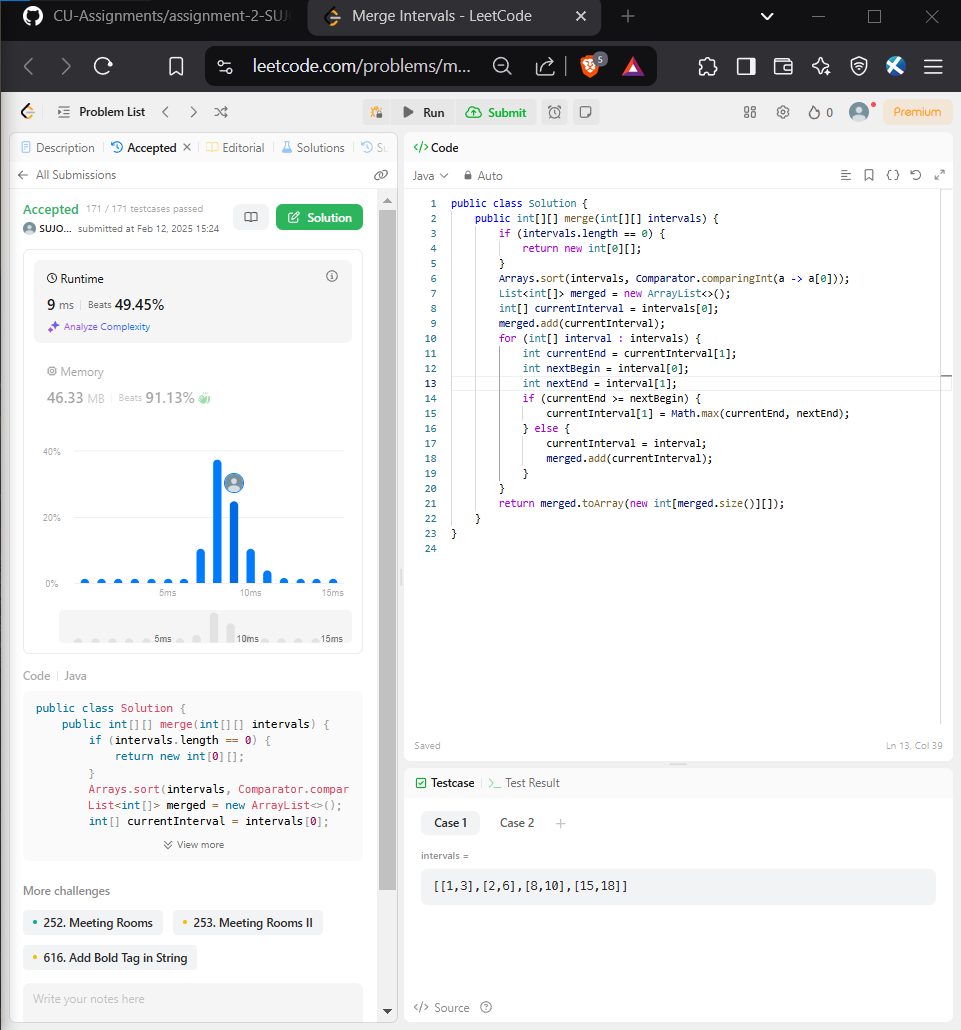 CU-Assignments/assignment-2-SUJ
Merge Intervals - LeetCode
leetcode.com/problems/m...
5
Problem List
Run
Submit
0
Premium
Description
Accepted
Editorial
Solutions
Su
All Submissions
Accepted
171 / 171 testcases passed
SUJO...
submitted at Feb 12, 2025 15:24
Solution
Runtime
9 ms
Beats 49.45%
Analyze Complexity
Memory
46.33 MB
Beats 91.13%
40%
20%
0%
5ms
10ms
15ms
5ms
10ms
15ms
Code
Java
public class Solution {
    public int[][] merge(int[][] intervals) {
        if (intervals.length == 0) {
            return new int[0][];
        }
        Arrays.sort(intervals, Comparator.compar
        List<int[]> merged = new ArrayList<>();
        int[] currentInterval = intervals[0];
View more
More challenges
252. Meeting Rooms
253. Meeting Rooms II
616. Add Bold Tag in String
Write your notes here
</> Code
Java
Auto
1 public class Solution {
2     public int[][] merge(int[][] intervals) {
3         if (intervals.length == 0) {
4             return new int[0][];
5         }
6         Arrays.sort(intervals, Comparator.comparingInt(a -> a[0]));
7         List<int[]> merged = new ArrayList<>();
8         int[] currentInterval = intervals[0];
9         merged.add(currentInterval);
10         for (int[] interval : intervals) {
11             int currentEnd = currentInterval[1];
12             int nextBegin = interval[0];
13             int nextEnd = interval[1];
14             if (currentEnd >= nextBegin) {
15                 currentInterval[1] = Math.max(currentEnd, nextEnd);
16             } else {
17                 currentInterval = interval;
18                 merged.add(currentInterval);
19             }
20         }
21         return merged.toArray(new int[merged.size()][]);
22     }
23 }
24
Saved
Ln 13, Col 39
Testcase
Test Result
Case 1
Case 2
intervals =
[[1,3],[2,6],[8,10],[15,18]]
</> Source